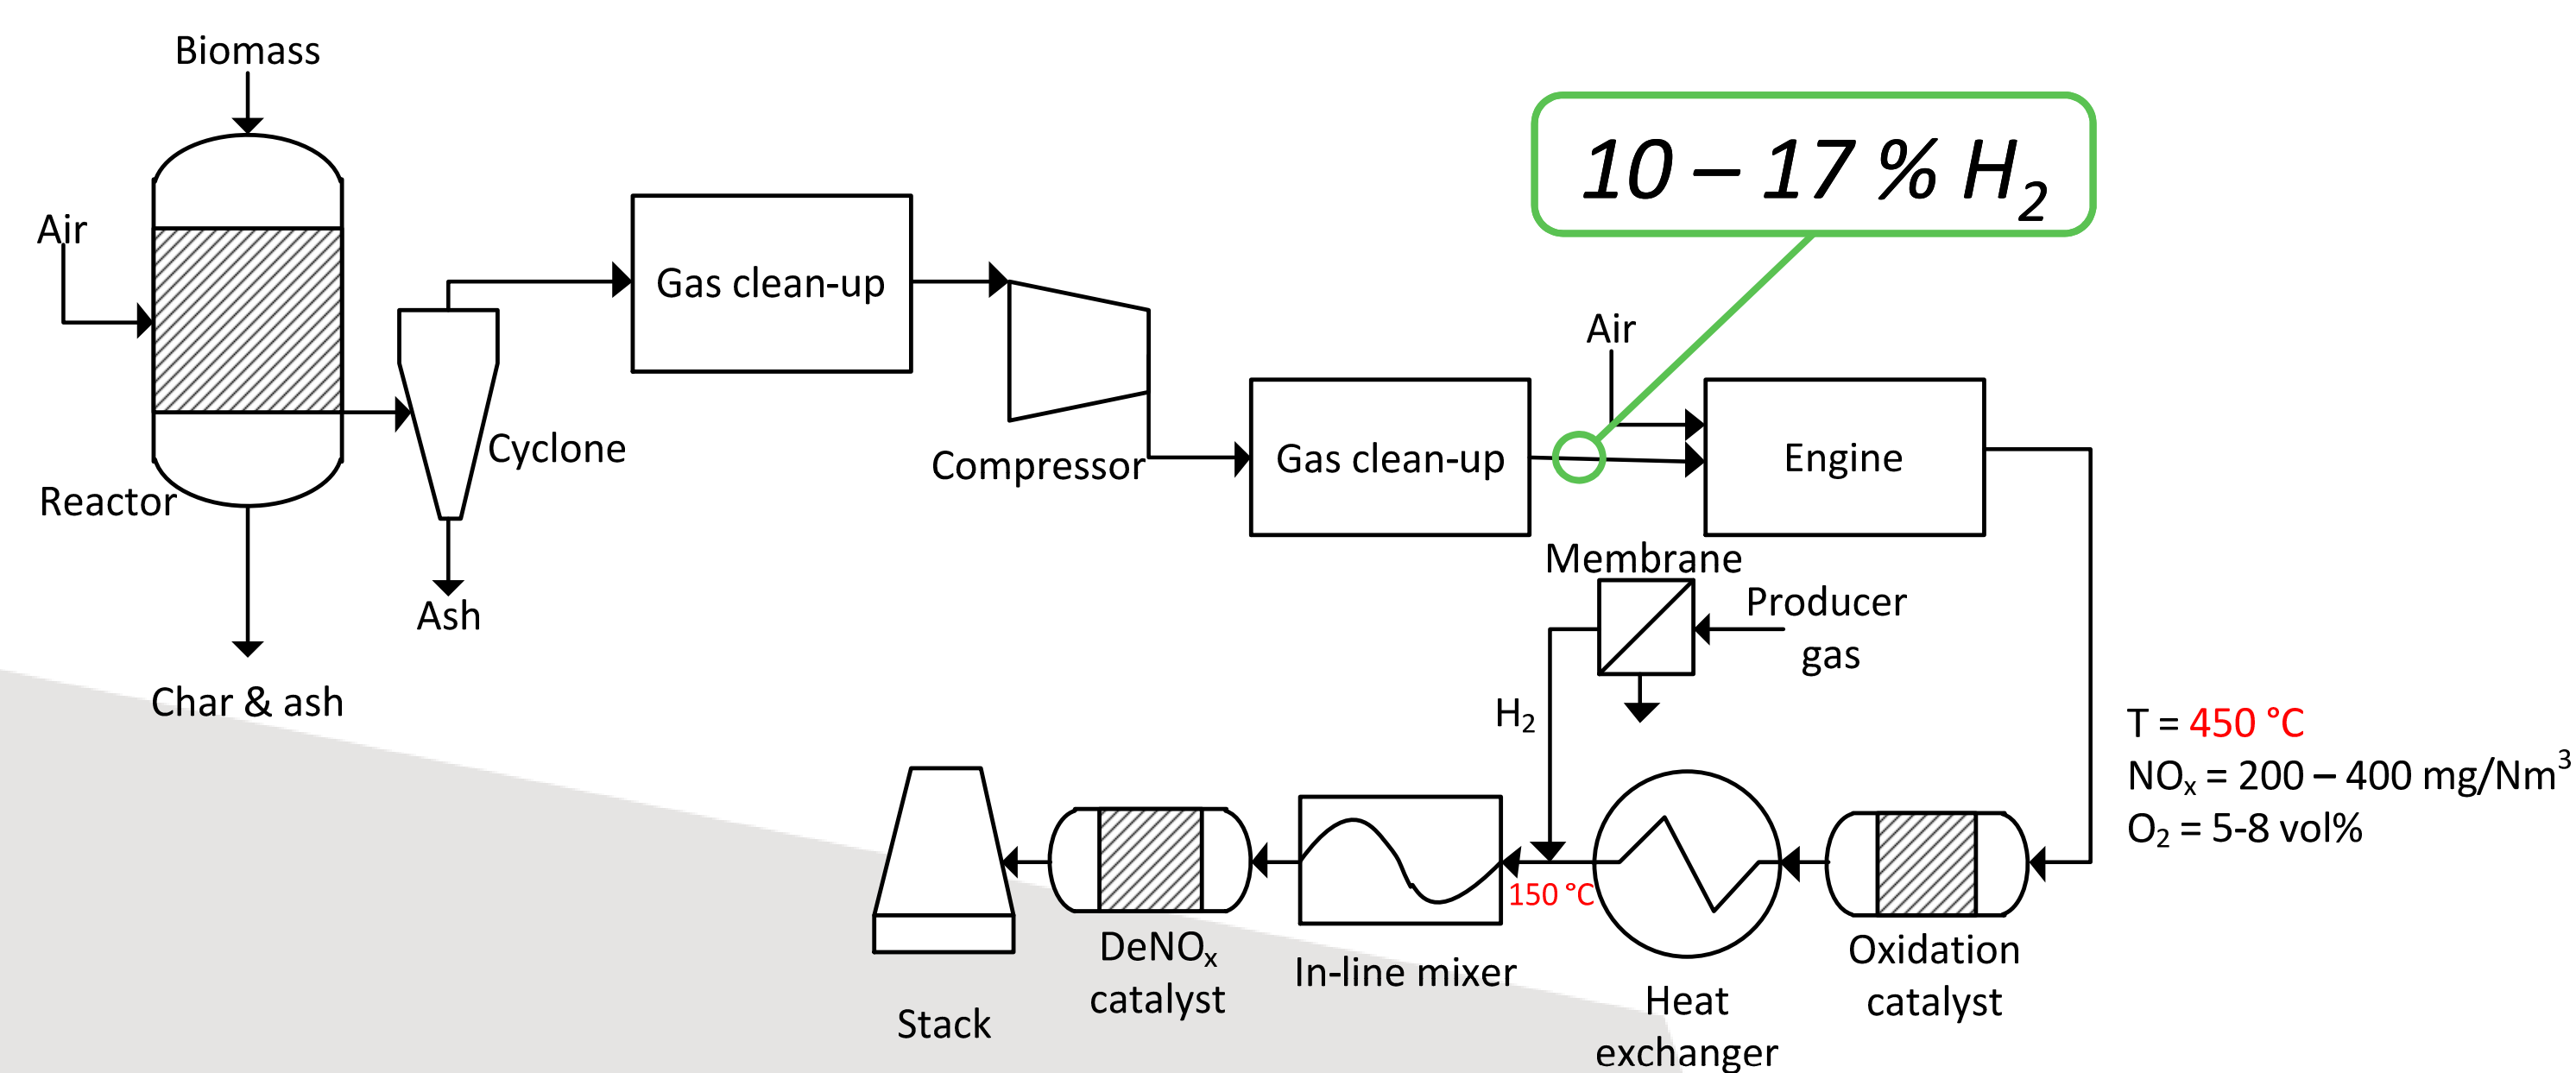 Biomass
Air
Reactor
Char & ash
Cyclone
Ash
Gas clean-up
Compressor
Gas clean-up
10 – 17 % H₂
Air
Engine
Membrane
Producer
gas
H₂
T = 450 °C
NOₓ = 200 – 400 mg/Nm³
O₂ = 5-8 vol%
150 °C
Stack
DeNOₓ
catalyst
In-line mixer
Heat
exchanger
Oxidation
catalyst